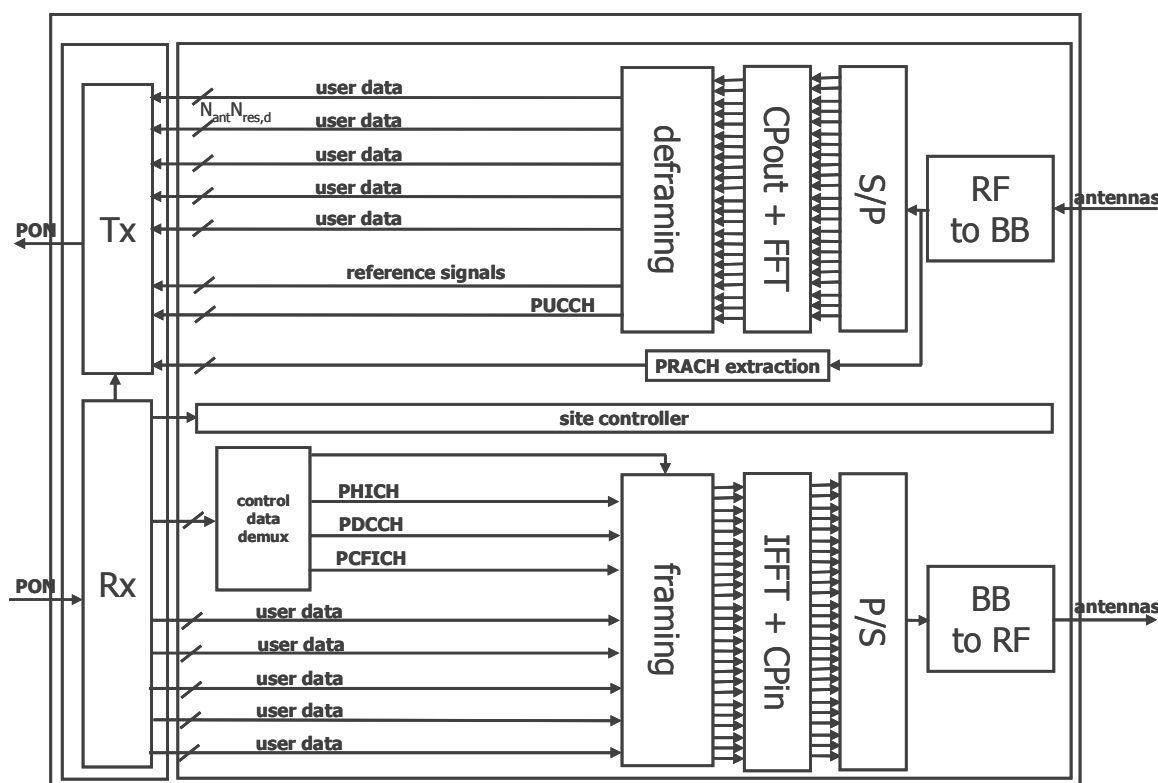 user data
N_ant N_res,d
user data
user data
user data
user data
reference signals
PUCCH
PRACH extraction
Tx
PON
deframing
CPout + FFT
S/P
RF
to BB
antennas
site controller
PHICH
control
data
demux
PDCCH
PCFICH
PON
Rx
user data
user data
user data
user data
user data
framing
IFFT + CPin
P/S
BB
to RF
antennas